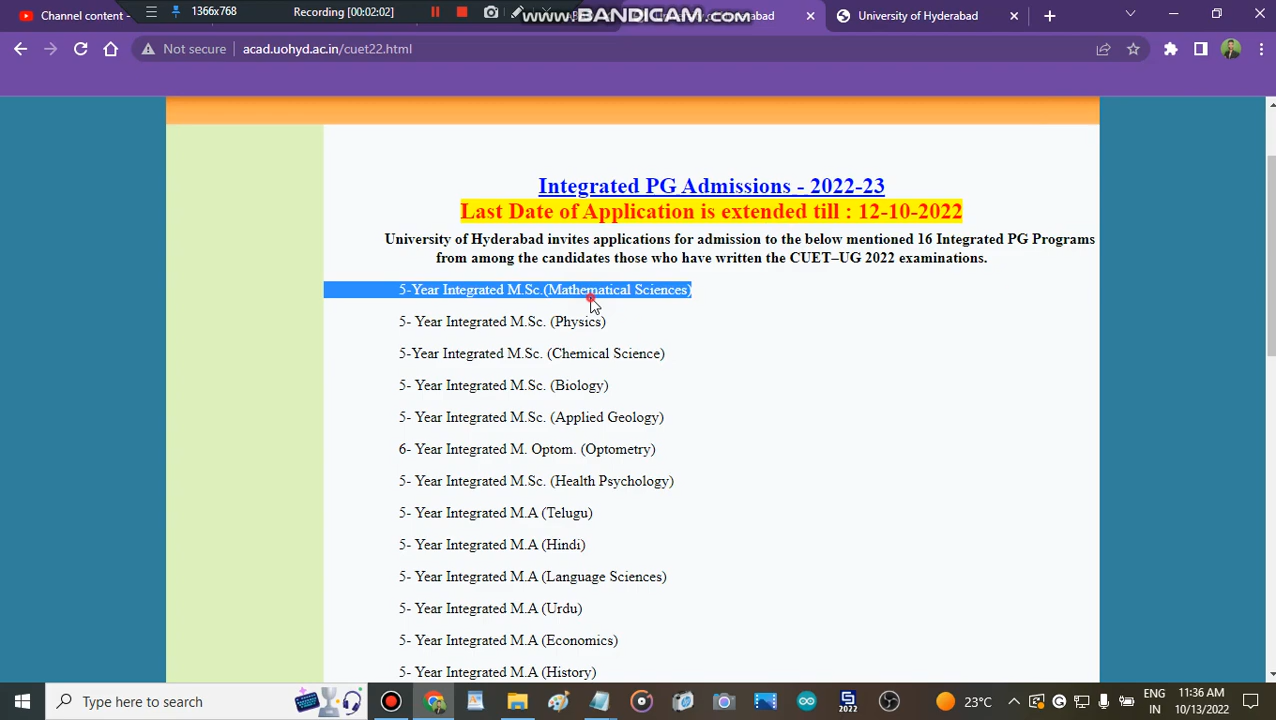 1366x768
Recording [00:02:02]
www.BANDICAM.com
Channel content -
University of Hyderabad
Not secure
acad.uohyd.ac.in/cuet22.html
Integrated PG Admissions - 2022-23
Last Date of Application is extended till : 12-10-2022
University of Hyderabad invites applications for admission to the below mentioned 16 Integrated PG Programs
from among the candidates those who have written the CUET–UG 2022 examinations.
5-Year Integrated M.Sc.(Mathematical Sciences)
5- Year Integrated M.Sc. (Physics)
5-Year Integrated M.Sc. (Chemical Science)
5- Year Integrated M.Sc. (Biology)
5- Year Integrated M.Sc. (Applied Geology)
6- Year Integrated M. Optom. (Optometry)
5- Year Integrated M.Sc. (Health Psychology)
5- Year Integrated M.A (Telugu)
5- Year Integrated M.A (Hindi)
5- Year Integrated M.A (Language Sciences)
5- Year Integrated M.A (Urdu)
5- Year Integrated M.A (Economics)
5- Year Integrated M.A (History)
Type here to search
2022
23°C
ENG
IN
11:36 AM
10/13/2022